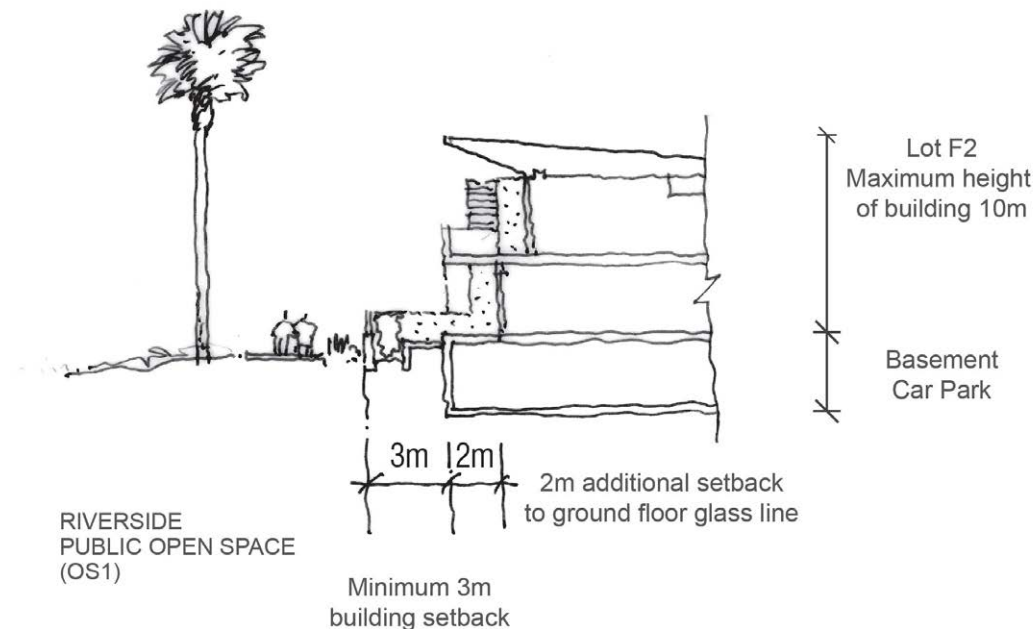 Lot F2
Maximum height
of building 10m
Basement
Car Park
3m
2m
2m additional setback
to ground floor glass line
RIVERSIDE
PUBLIC OPEN SPACE
(OS1)
Minimum 3m
building setback